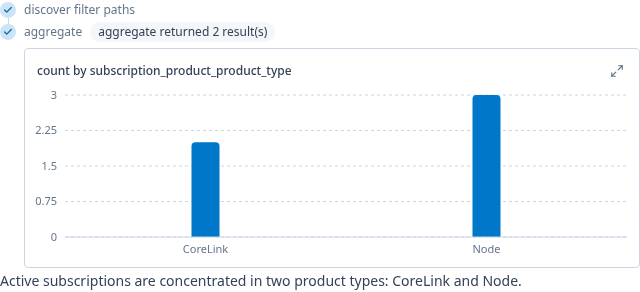 discover filter paths
aggregate aggregate returned 2 result(s)
count by subscription_product_product_type
3
2.25
1.5
0.75
0
CoreLink Node
Active subscriptions are concentrated in two product types: CoreLink and Node.